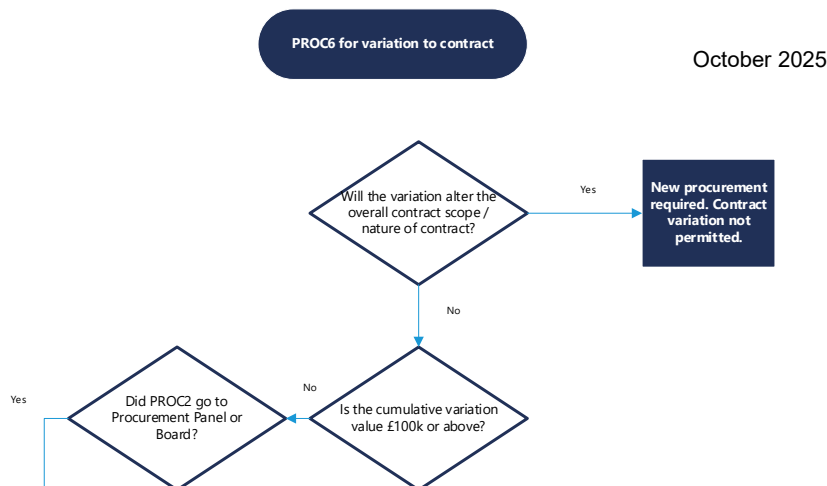 PROC6 for variation to contract
October 2025
Will the variation alter the
overall contract scope /
nature of contract?
Yes
New procurement
required. Contract
variation not
permitted.
No
Yes
Did PROC2 go to
Procurement Panel or
Board?
No
Is the cumulative variation
value £100k or above?